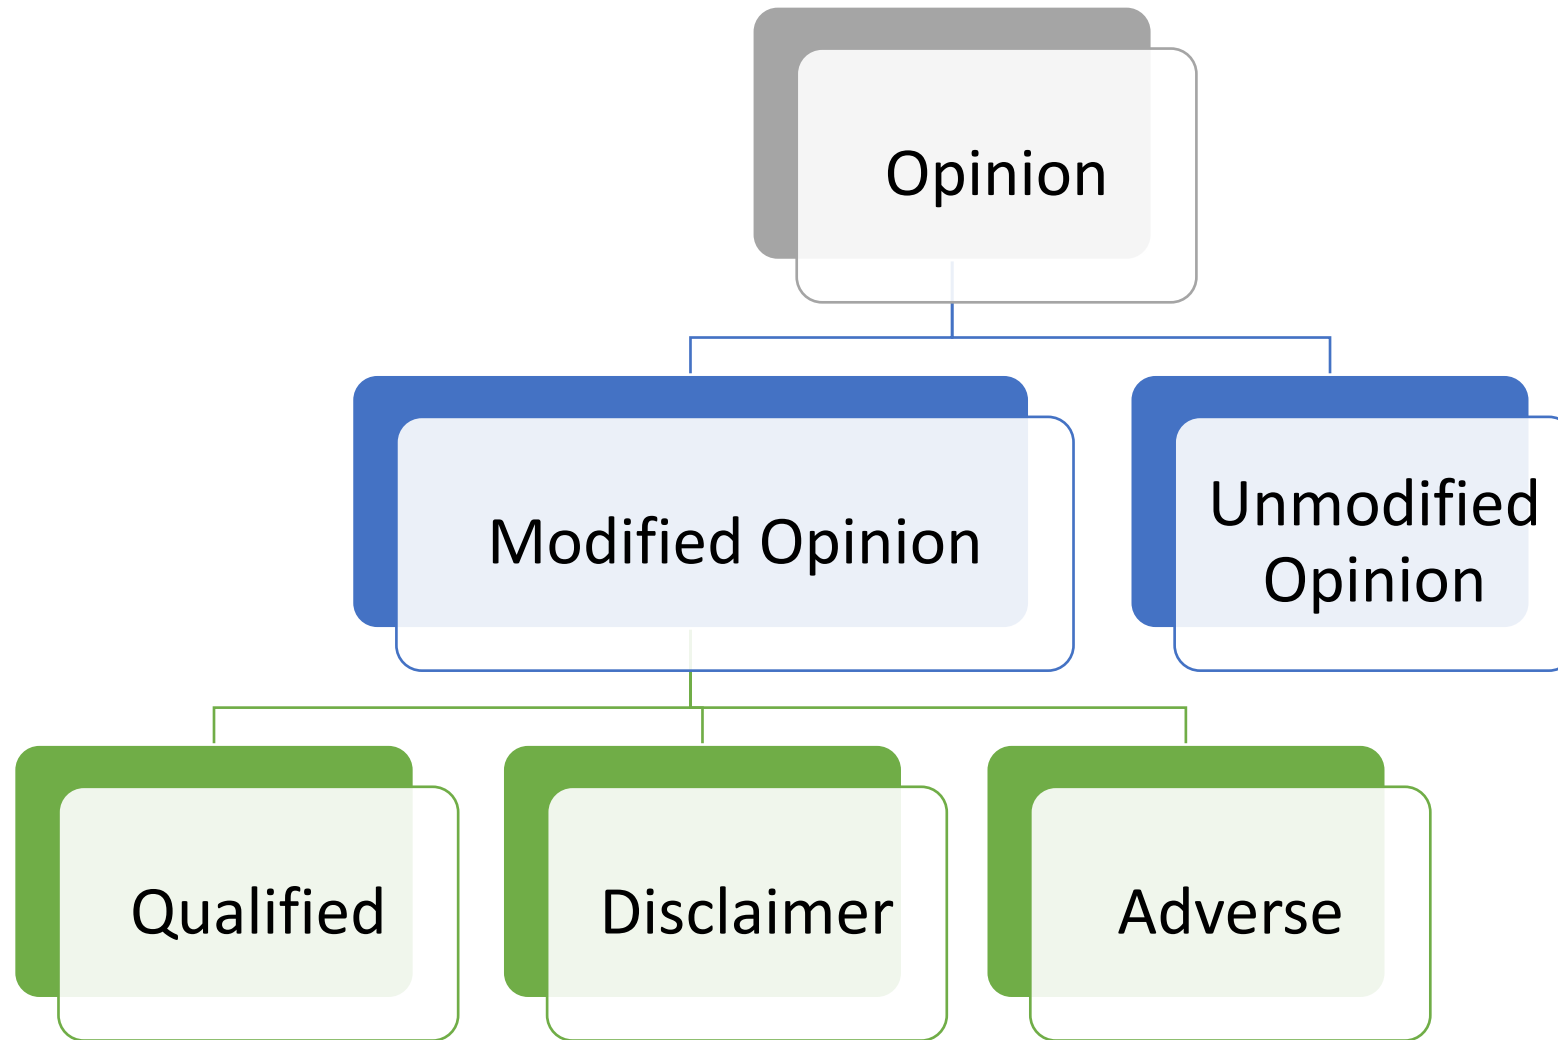 Opinion
Modified Opinion
Unmodified
Opinion
Qualified
Disclaimer
Adverse